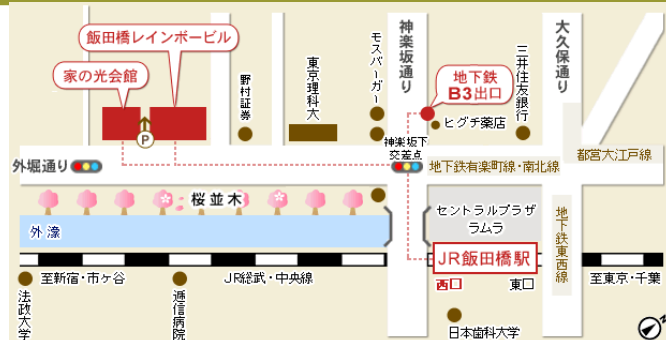 飯田橋レインボービル
家の光会館
P
野村証券
東京理科大
モスバーガー
神楽坂通り
地下鉄
B3出口
ヒグチ薬店
三井住友銀行
大久保通り
外堀通り
神楽坂下
交差点
地下鉄有楽町線・南北線
都営大江戸線
桜並木
外濠
セントラルプラザ
ラムラ
地下鉄東西線
JR飯田橋駅
西口
東口
至新宿・市ヶ谷
JR総武・中央線
至東京・千葉
法政大学
逓信病院
日本歯科大学
N